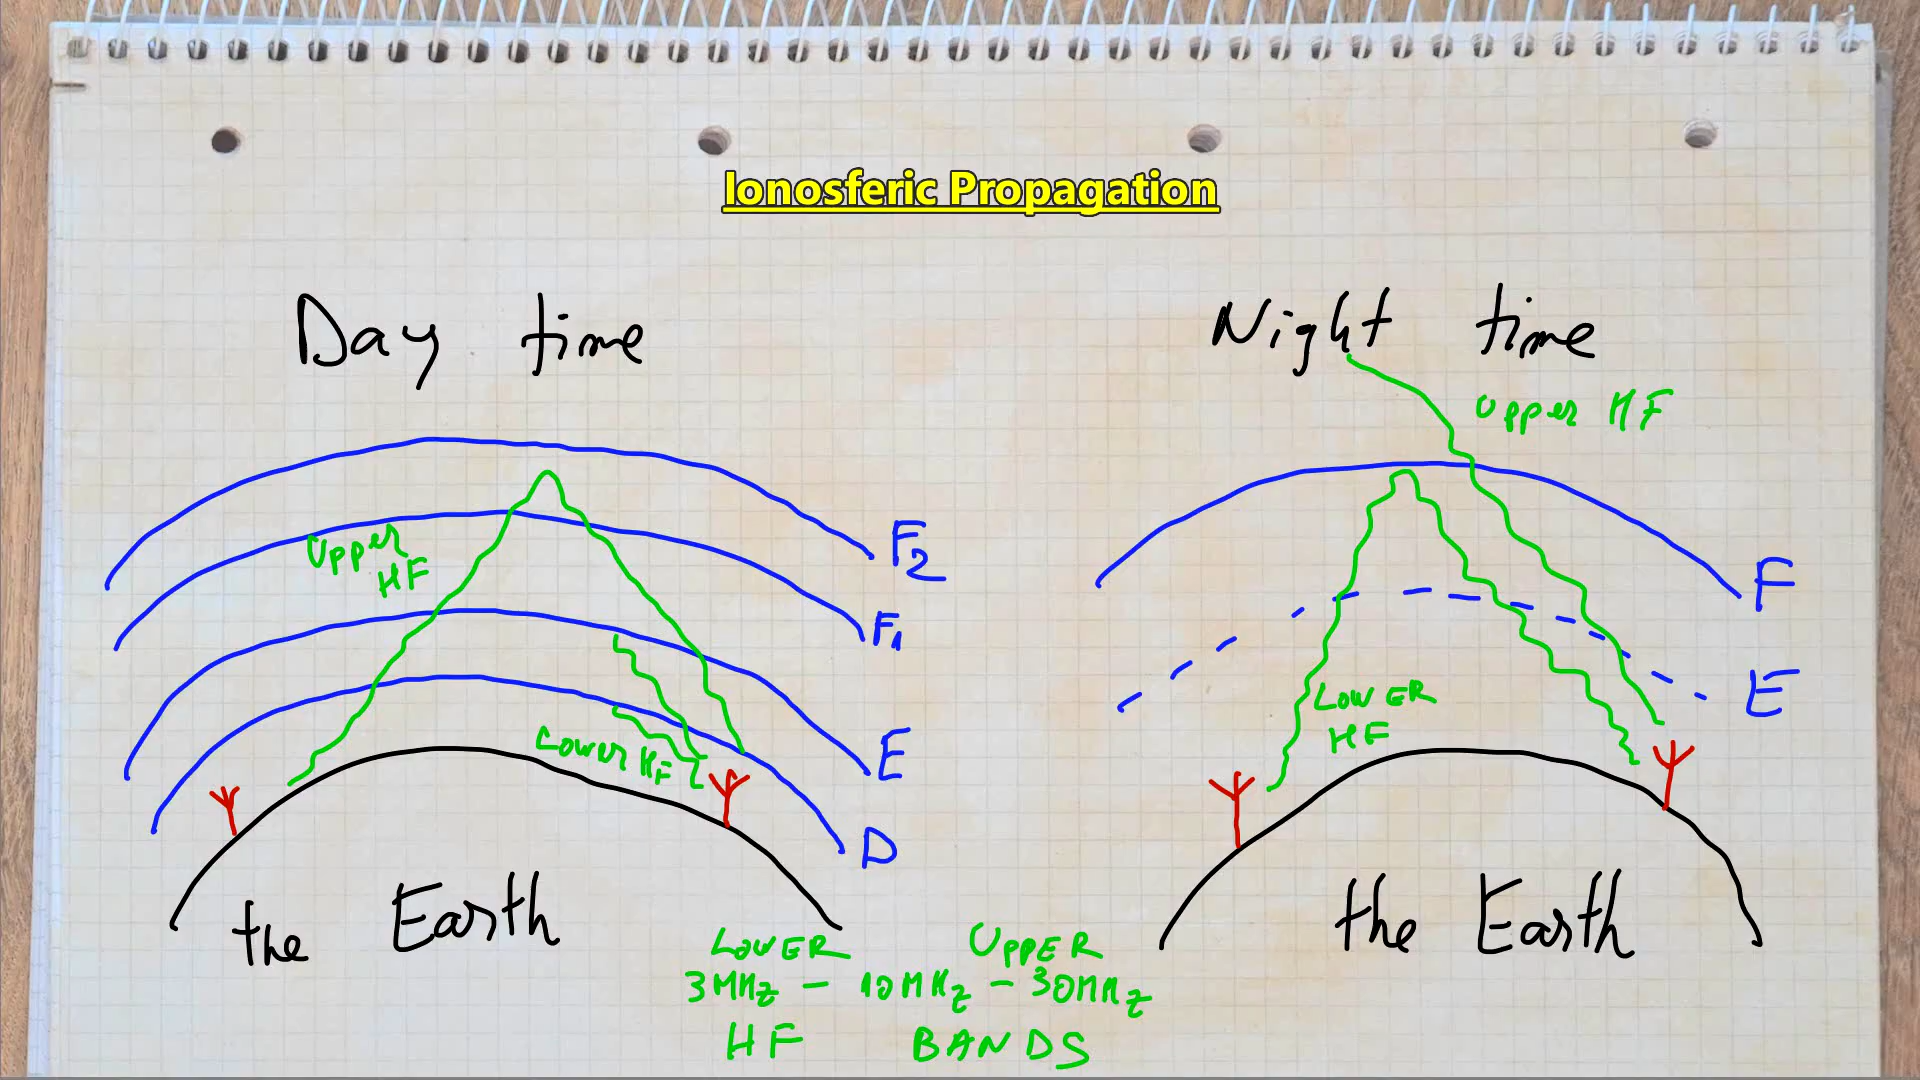 Ionosferic Propagation
Day time
Night time
Upper HF
F2
Upper
HF
F
F1
E
LOWER
HF
Lower HF
E
D
the Earth
the Earth
LOWER UPPER
3MHz - 10MHz - 30MHz
HF BANDS